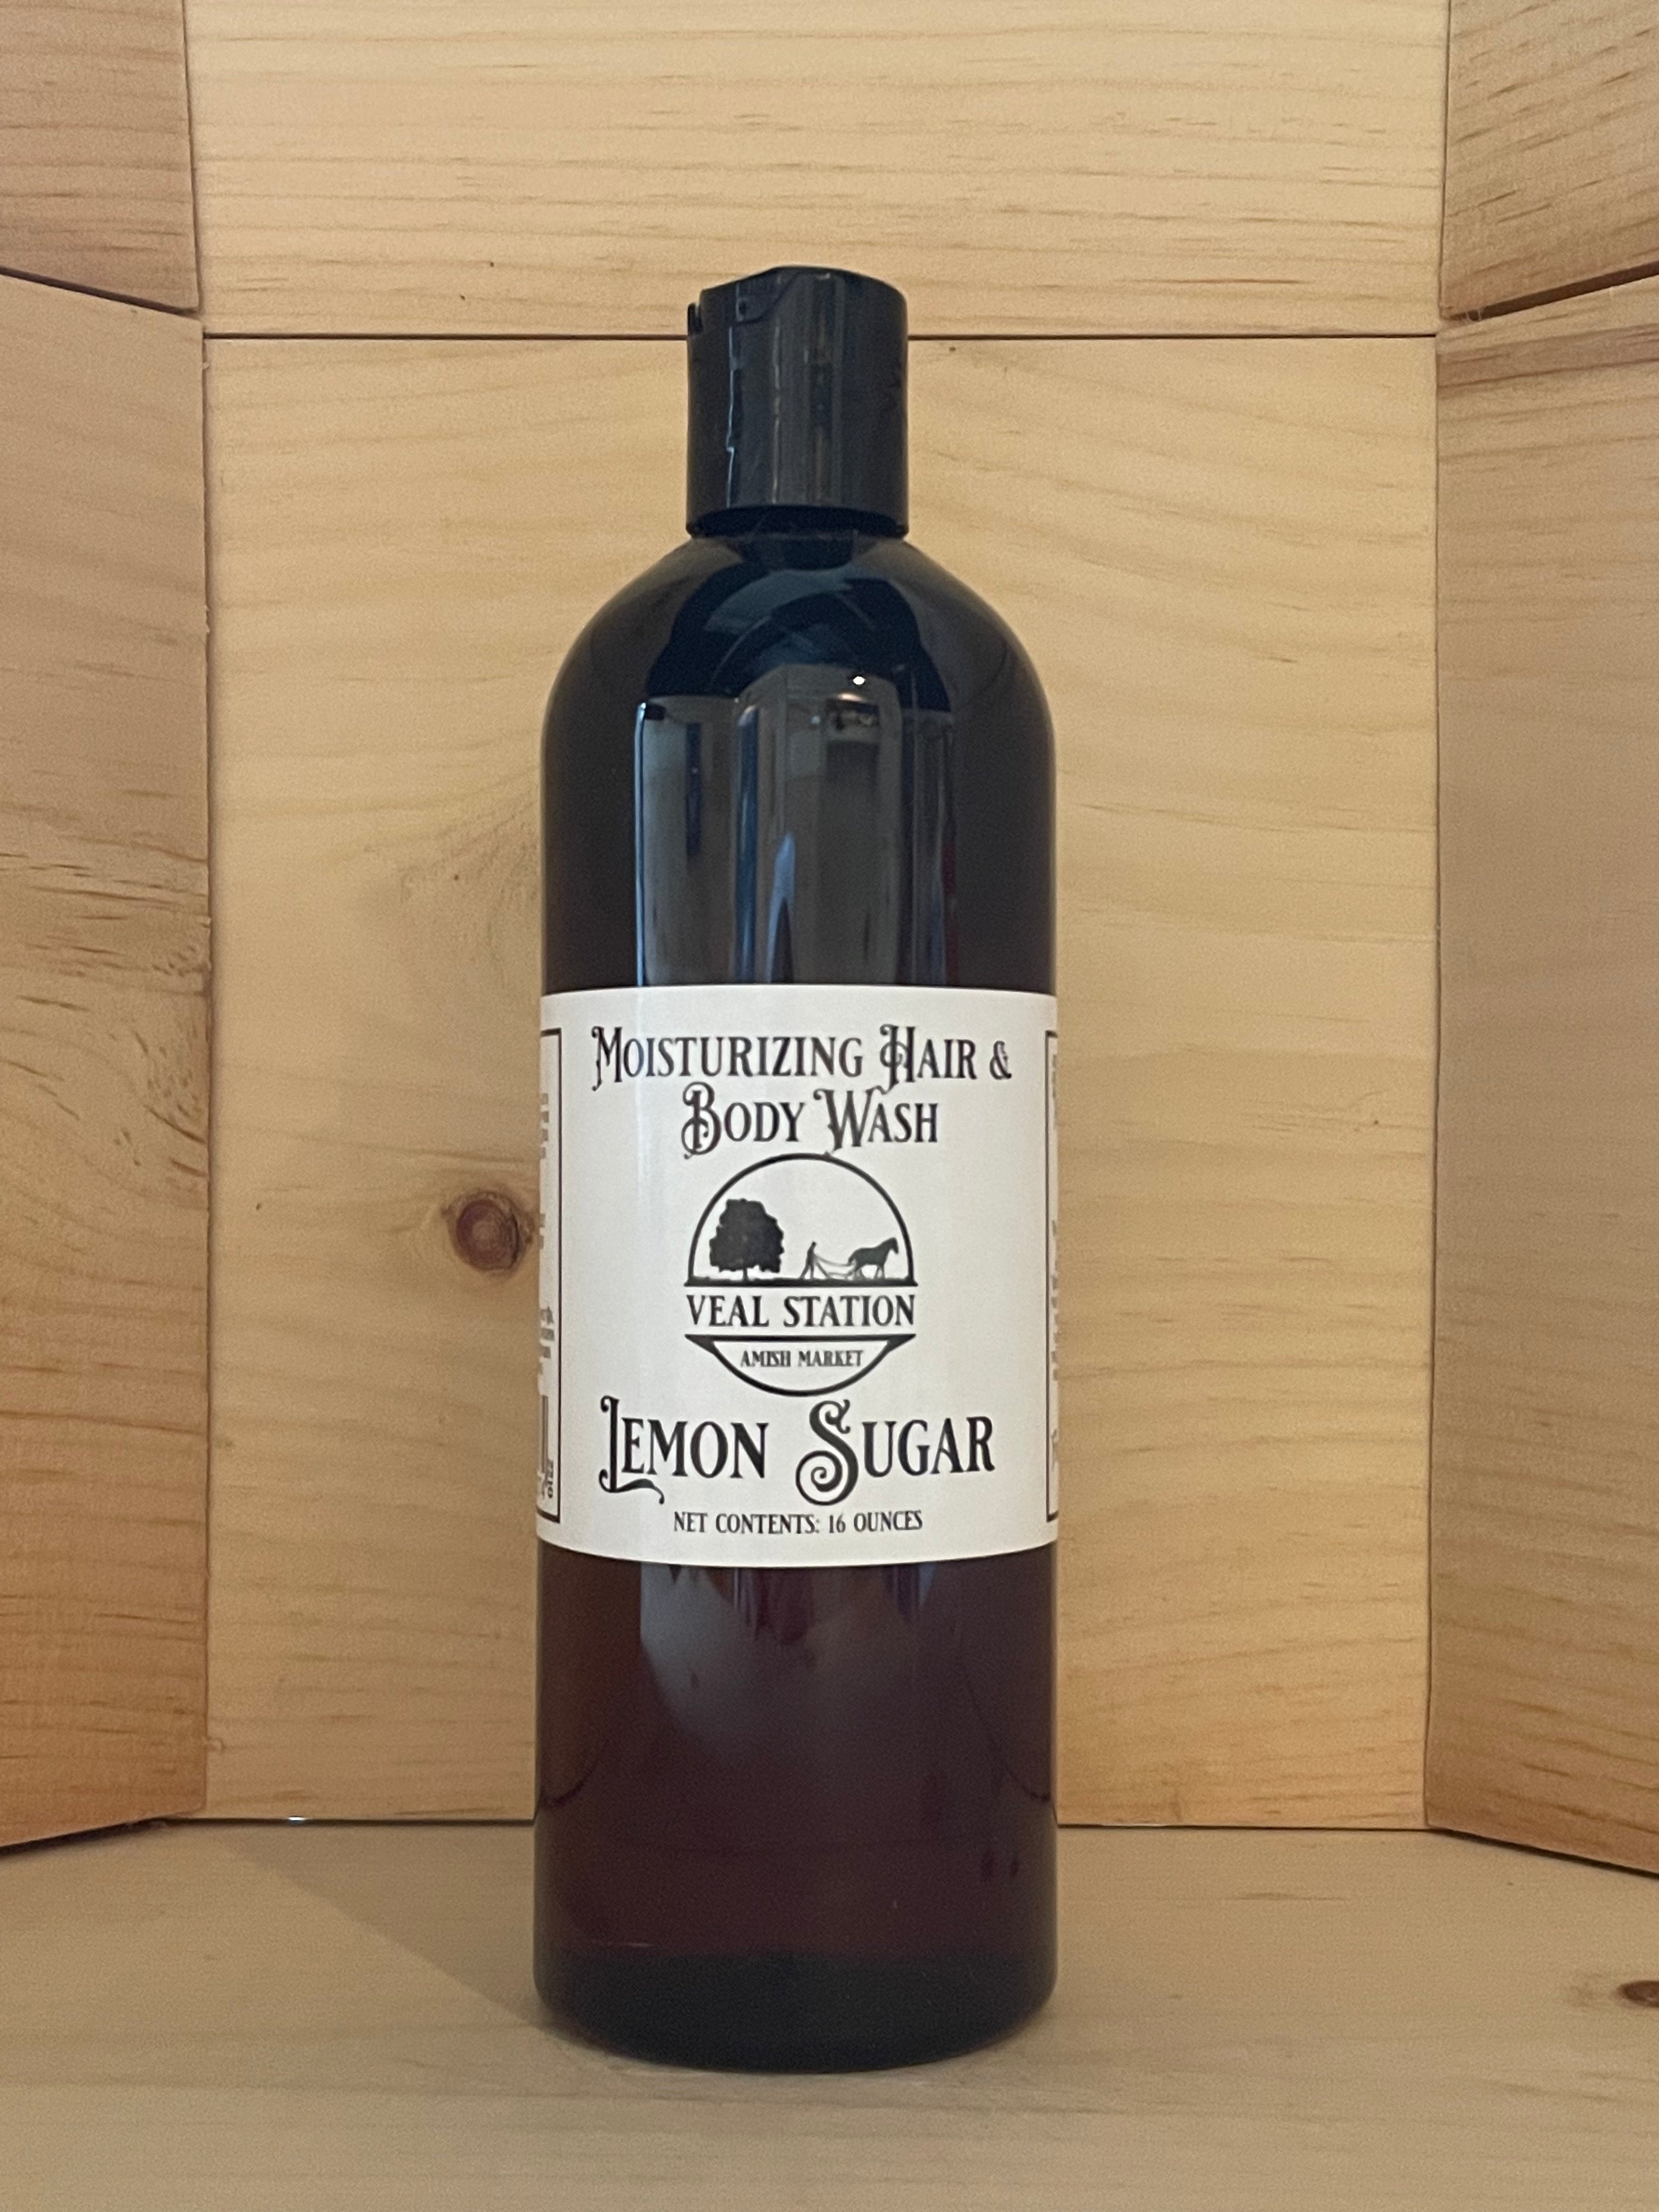 Moisturizing Hair &
Body Wash
VEAL STATION
AMISH MARKET
Lemon Sugar
NET CONTENTS: 16 OUNCES